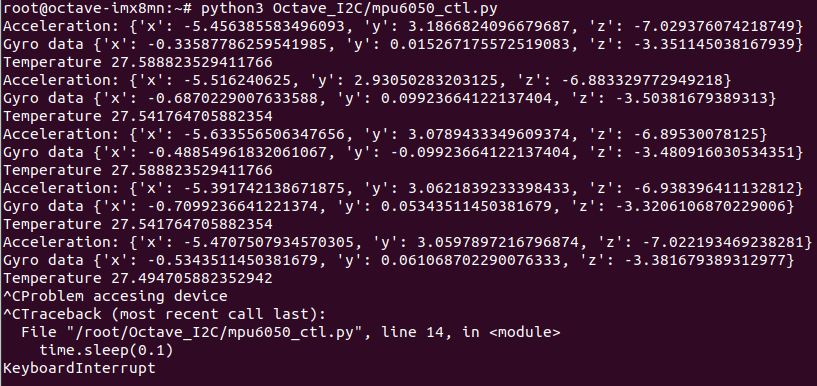 root@octave-imx8mn:~# python3 Octave_I2C/mpu6050_ctl.py
Acceleration: {'x': -5.456385583496093, 'y': 3.1866824096679687, 'z': -7.029376074218749}
Gyro data {'x': -0.33587786259541985, 'y': 0.015267175572519083, 'z': -3.351145038167939}
Temperature 27.588823529411766
Acceleration: {'x': -5.516240625, 'y': 2.93050283203125, 'z': -6.883329772949218}
Gyro data {'x': -0.6870229007633588, 'y': 0.09923664122137404, 'z': -3.50381679389313}
Temperature 27.541764705882354
Acceleration: {'x': -5.633556506347656, 'y': 3.0789433349609374, 'z': -6.89530078125}
Gyro data {'x': -0.48854961832061067, 'y': -0.09923664122137404, 'z': -3.480916030534351}
Temperature 27.588823529411766
Acceleration: {'x': -5.391742138671875, 'y': 3.0621839233398433, 'z': -6.938396411132812}
Gyro data {'x': -0.7099236641221374, 'y': 0.05343511450381679, 'z': -3.3206106870229006}
Temperature 27.541764705882354
Acceleration: {'x': -5.4707507934570305, 'y': 3.0597897216796874, 'z': -7.022193469238281}
Gyro data {'x': -0.5343511450381679, 'y': 0.061068702290076333, 'z': -3.381679389312977}
Temperature 27.494705882352942
^CProblem accesing device
^CTraceback (most recent call last):
  File "/root/Octave_I2C/mpu6050_ctl.py", line 14, in <module>
    time.sleep(0.1)
KeyboardInterrupt